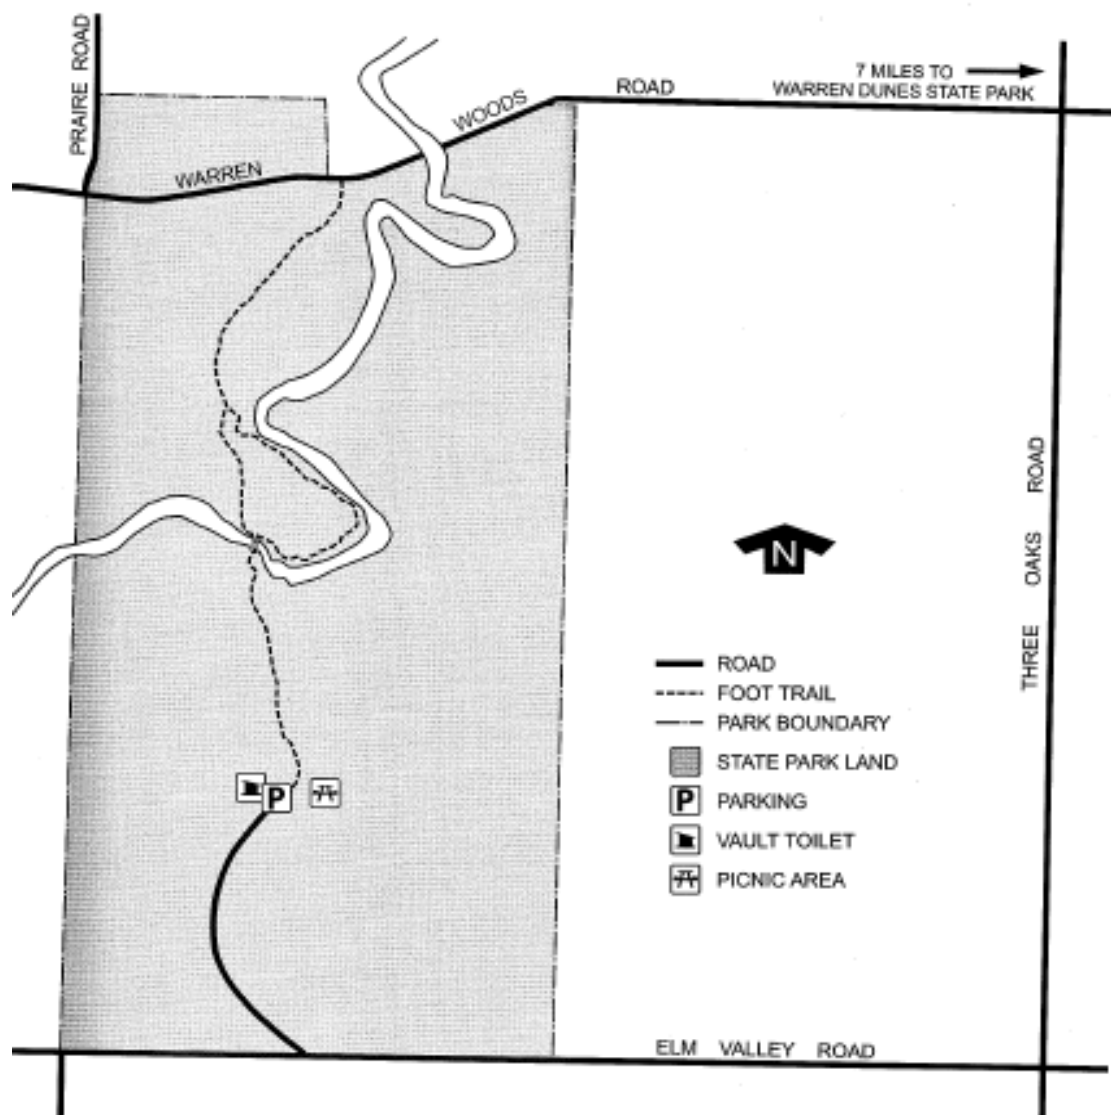 PRAIRE ROAD
7 MILES TO
WARREN DUNES STATE PARK
WARREN WOODS ROAD
THREE OAKS ROAD
N
ROAD
FOOT TRAIL
PARK BOUNDARY
STATE PARK LAND
P PARKING
VAULT TOILET
PICNIC AREA
P
ELM VALLEY ROAD